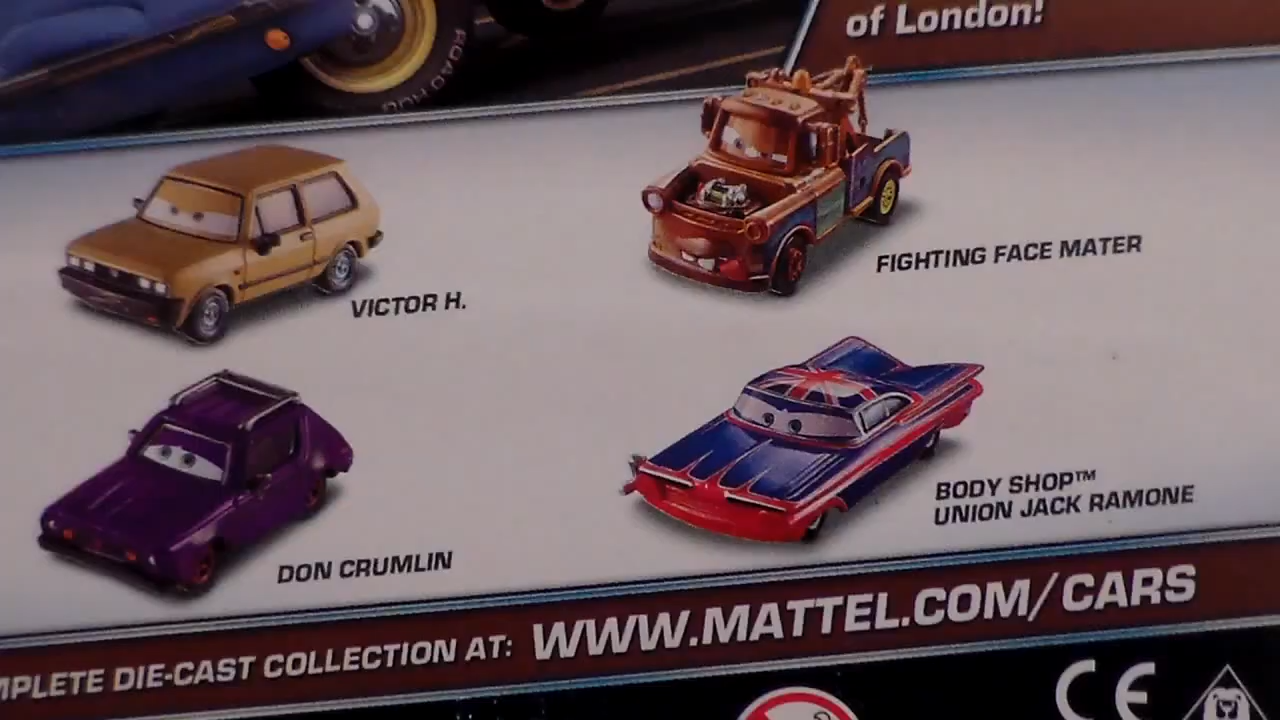 of London!
FIGHTING FACE MATER
VICTOR H.
BODY SHOP™
UNION JACK RAMONE
DON CRUMLIN
DIE-CAST COLLECTION AT: WWW.MATTEL.COM/CARS
CE